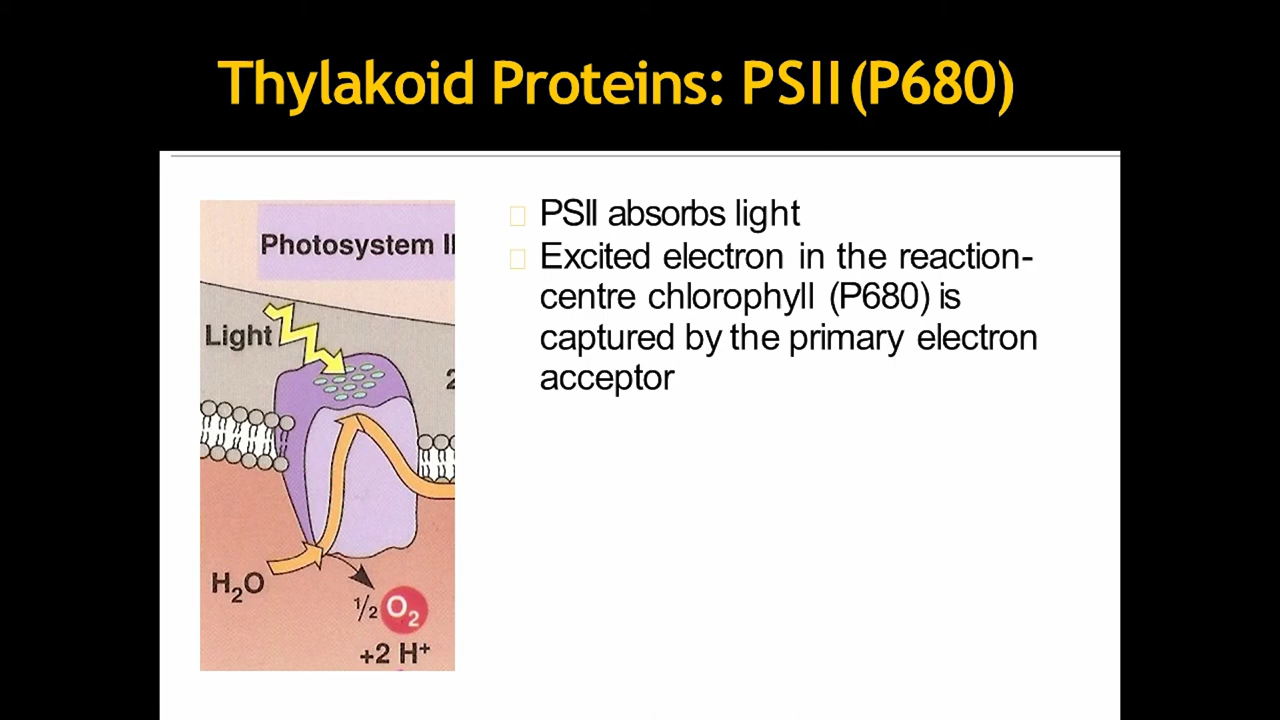 Thylakoid Proteins: PSII (P680)
Photosystem II
Light
2
H₂O
½ O₂
+2 H⁺
PSII absorbs light
Excited electron in the reaction-
centre chlorophyll (P680) is
captured by the primary electron
acceptor